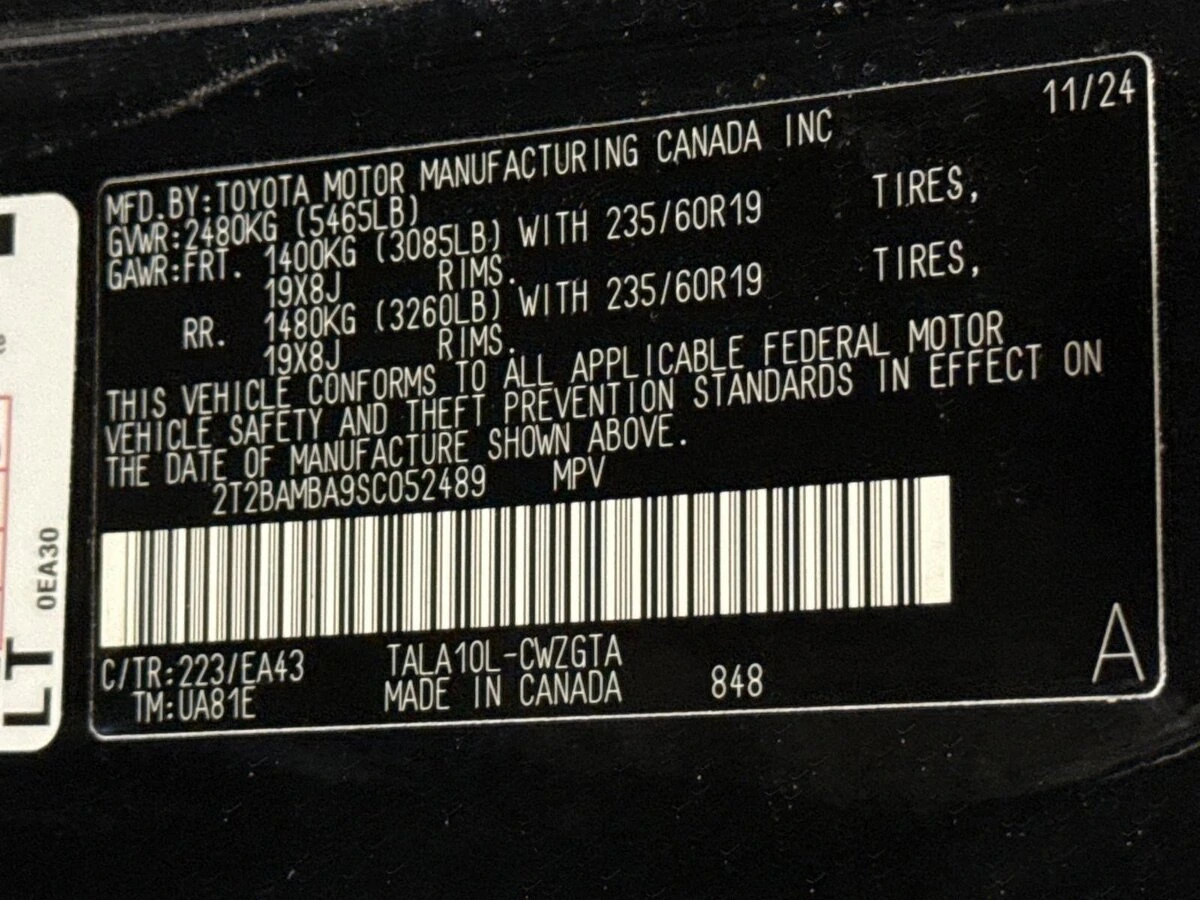 11/24
MFD.BY:TOYOTA MOTOR MANUFACTURING CANADA INC
GVWR:2480KG (5465LB)
GAWR:FRT. 1400KG (3085LB) WITH 235/60R19 TIRES,
19X8J RIMS.
RR. 1480KG (3260LB) WITH 235/60R19 TIRES,
19X8J RIMS.
THIS VEHICLE CONFORMS TO ALL APPLICABLE FEDERAL MOTOR
VEHICLE SAFETY AND THEFT PREVENTION STANDARDS IN EFFECT ON
THE DATE OF MANUFACTURE SHOWN ABOVE.
2T2BAMBA9SC052489 MPV
C/TR:223/EA43 TALA10L-CWZGTA
TM:UA81E MADE IN CANADA 848
A
0EA30
LT